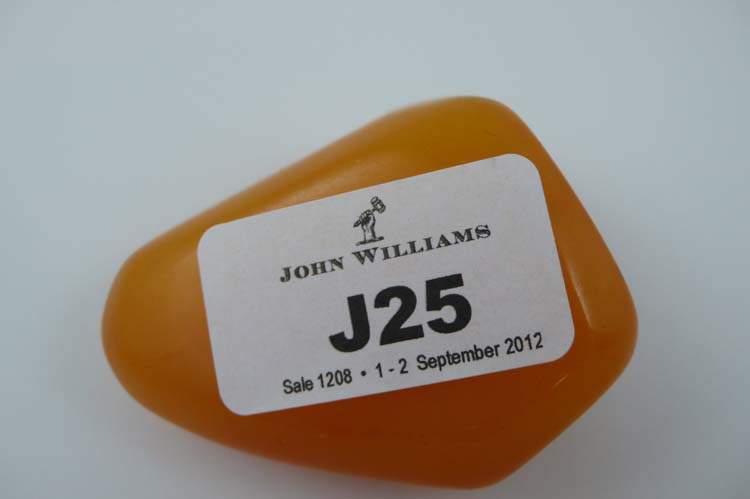 JOHN WILLIAMS
J25
Sale 1208 • 1 - 2 September 2012